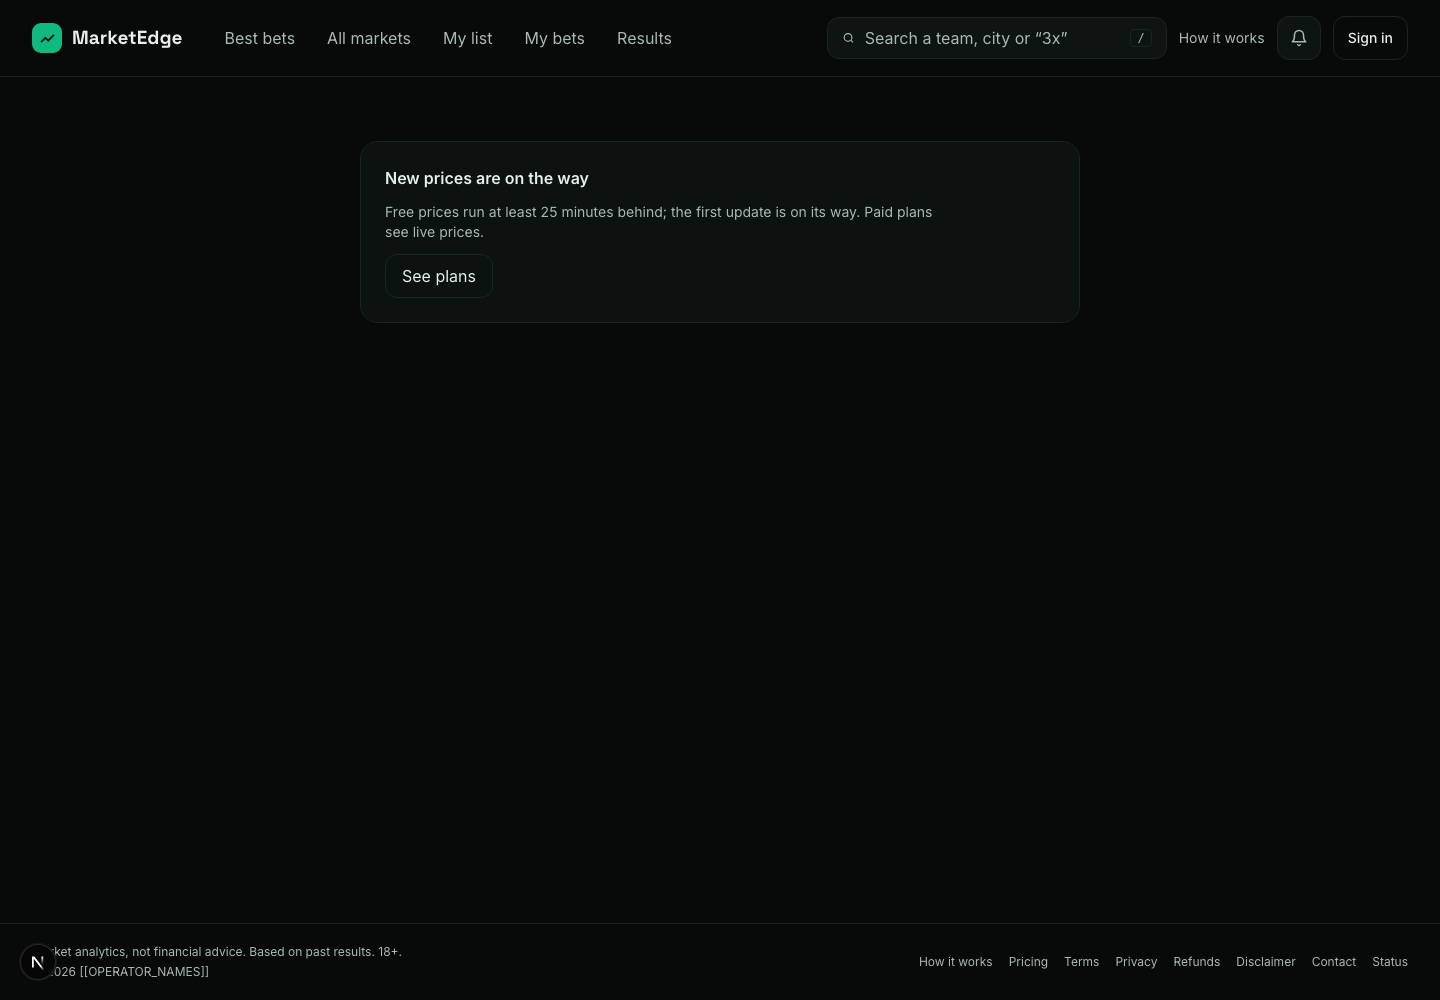 MarketEdge
Best bets
All markets
My list
My bets
Results
Search a team, city or “3x”
/
How it works
Sign in
New prices are on the way
Free prices run at least 25 minutes behind; the first update is on its way. Paid plans
see live prices.
See plans
analytics, not financial advice. Based on past results. 18+.
[[OPERATOR_NAMES]]
How it works
Pricing
Terms
Privacy
Refunds
Disclaimer
Contact
Status
N